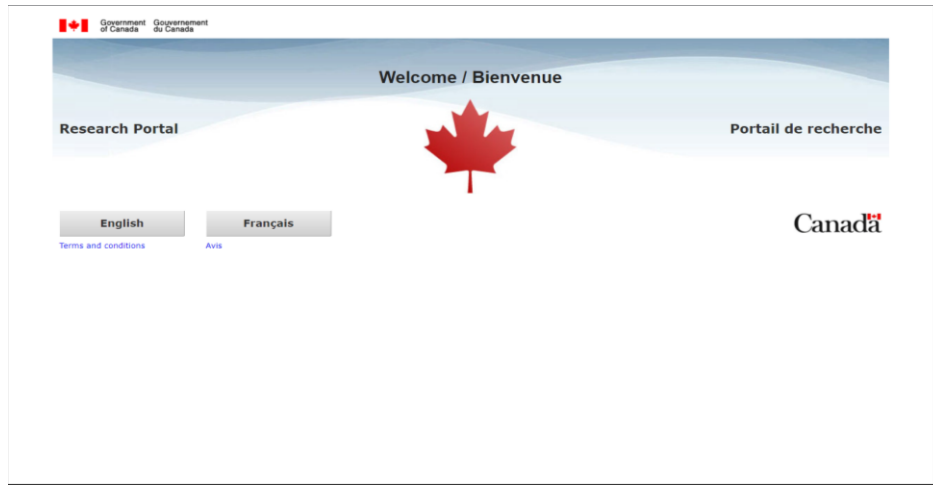 Government Gouvernement
of Canada du Canada
Welcome / Bienvenue
Research Portal
Portail de recherche
English
Français
Canada
Terms and conditions
Avis